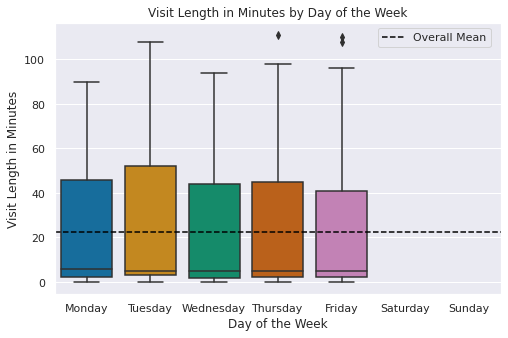 Visit Length in Minutes by Day of the Week
Overall Mean
Visit Length in Minutes
100
80
60
40
20
0
Monday Tuesday Wednesday Thursday Friday Saturday Sunday
Day of the Week